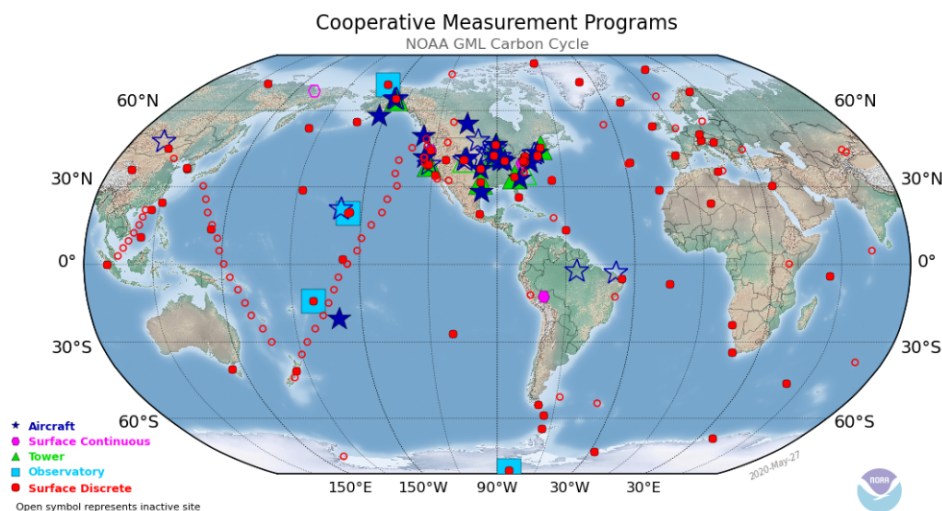 Cooperative Measurement Programs
NOAA GML Carbon Cycle
60°N 60°N
30°N 30°N
0° 0°
30°S 30°S
60°S 60°S
Aircraft
Surface Continuous
Tower
Observatory
Surface Discrete
Open symbol represents inactive site
150°E 150°W 90°W 30°W 30°E
2020-May-27
NOAA